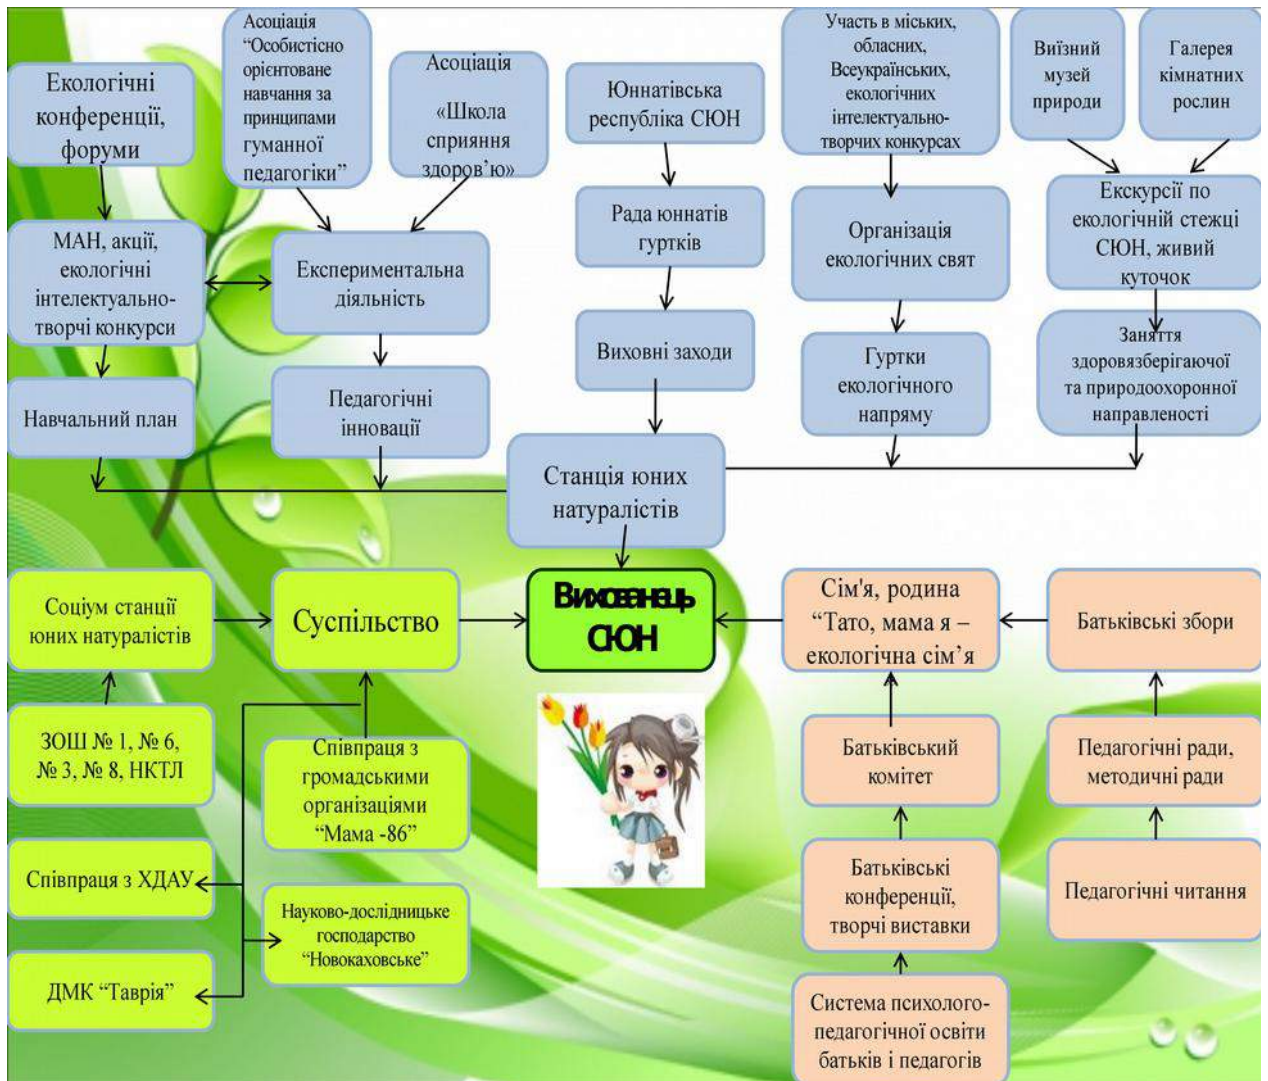 Екологічні
конференції,
форуми
Асоціація
“Особистісно
орієнтоване
навчання за
принципами
гуманної
педагогіки”
Асоціація
«Школа
сприяння
здоров’ю»
Юннатівська
республіка СЮН
Участь в міських,
обласних,
Всеукраїнських,
екологічних
інтелектуально-
творчих конкурсах
Виїзний
музей
природи
Галерея
кімнатних
рослин
МАН, акції,
екологічні
інтелектуально-
творчі конкурси
Експериментальна
діяльність
Рада юннатів
гуртків
Організація
екологічних свят
Екскурсії по
екологічній стежці
СЮН, живий
куточок
Навчальний план
Педагогічні
інновації
Виховні заходи
Гуртки
екологічного
напряму
Заняття
здоровязберігаючої
та природоохоронної
направленості
Станція юних
натуралістів
Соціум станції
юних натуралістів
Суспільство
Вихованець
СЮН
Сім'я, родина
“Тато, мама я –
екологічна сім’я
Батьківські збори
ЗОШ № 1, № 6,
№ 3, № 8, НКТЛ
Співпраця з
громадськими
організаціями
“Мама -86”
Батьківський
комітет
Педагогічні ради,
методичні ради
Співпраця з ХДАУ
Науково-дослідницьке
господарство
“Новокаховське”
Батьківські
конференції,
творчі виставки
Педагогічні читання
ДМК “Таврія”
Система психолого-
педагогічної освіти
батьків і педагогів